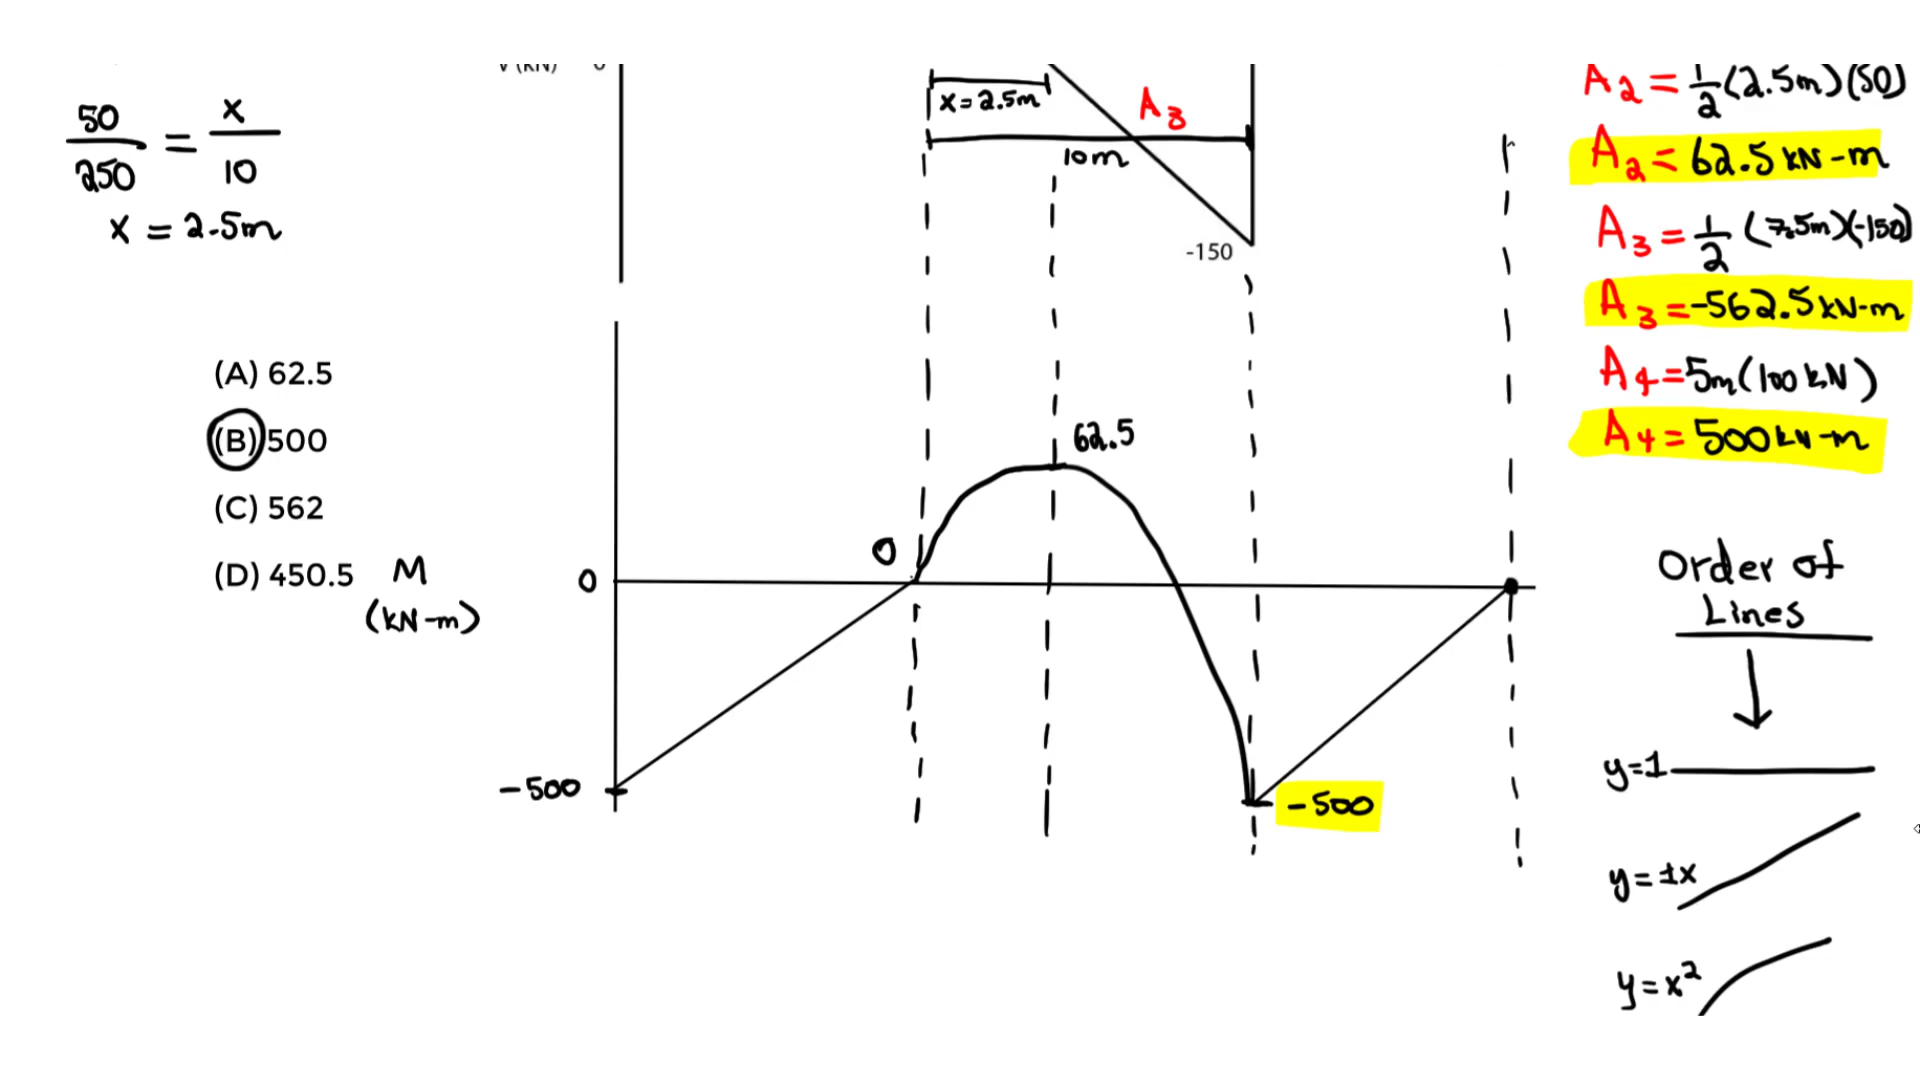 V (KN) 0
50/250 = x/10
x = 2.5m
x = 2.5m
A3
10m
-150
A2 = 1/2 (2.5m)(50)
A2 = 62.5 kN-m
A3 = 1/2 (7.5m)(-150)
A3 = -562.5 kN-m
A4 = 5m(100 kN)
A4 = 500 kN-m
(A) 62.5
(B) 500
(C) 562
(D) 450.5
M
(kN-m)
0
0
62.5
-500
-500
Order of
Lines
y=1
y=1x
y=x²